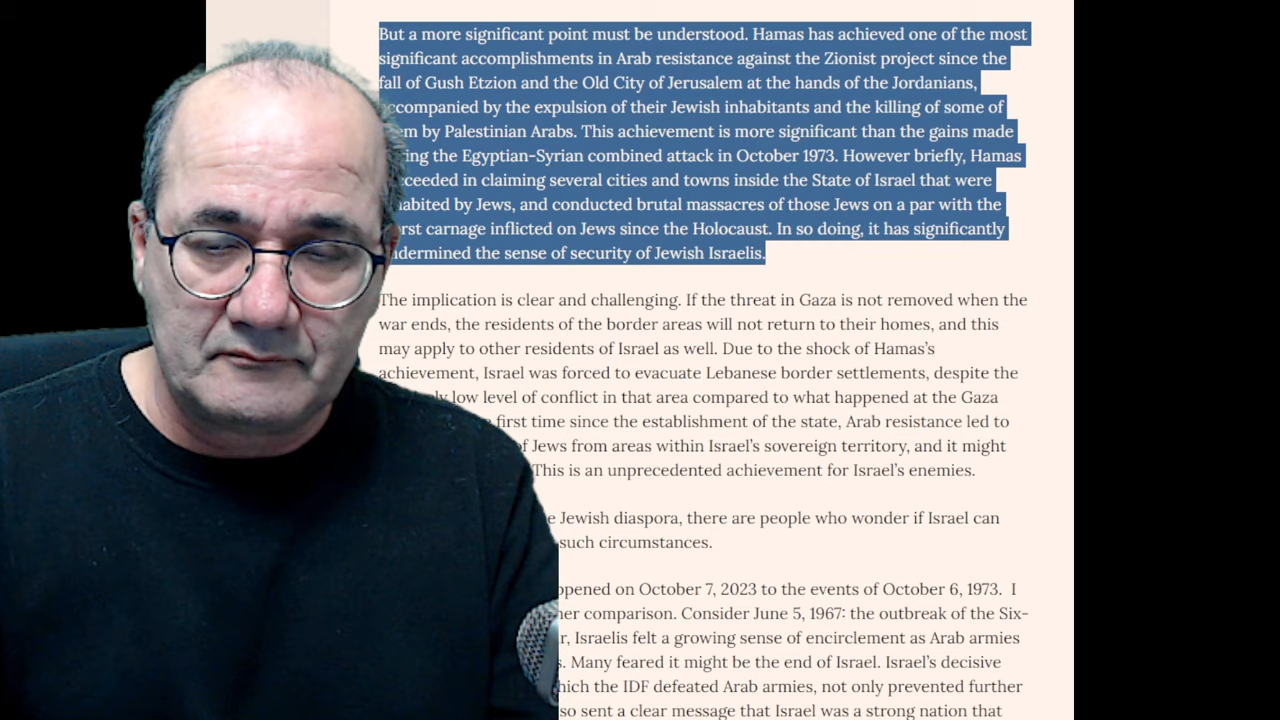 But a more significant point must be understood. Hamas has achieved one of the most
significant accomplishments in Arab resistance against the Zionist project since the
fall of Gush Etzion and the Old City of Jerusalem at the hands of the Jordanians,
accompanied by the expulsion of their Jewish inhabitants and the killing of some of
them by Palestinian Arabs. This achievement is more significant than the gains made
the Egyptian-Syrian combined attack in October 1973. However briefly, Hamas
succeeded in claiming several cities and towns inside the State of Israel that were
inhabited by Jews, and conducted brutal massacres of those Jews on a par with the
worst carnage inflicted on Jews since the Holocaust. In so doing, it has significantly
undermined the sense of security of Jewish Israelis.
The implication is clear and challenging. If the threat in Gaza is not removed when the
war ends, the residents of the border areas will not return to their homes, and this
may apply to other residents of Israel as well. Due to the shock of Hamas’s
achievement, Israel was forced to evacuate Lebanese border settlements, despite the
low level of conflict in that area compared to what happened at the Gaza
first time since the establishment of the state, Arab resistance led to
of Jews from areas within Israel’s sovereign territory, and it might
This is an unprecedented achievement for Israel’s enemies.
Jewish diaspora, there are people who wonder if Israel can
such circumstances.
on October 7, 2023 to the events of October 6, 1973. I
comparison. Consider June 5, 1967: the outbreak of the Six-
Israelis felt a growing sense of encirclement as Arab armies
Many feared it might be the end of Israel. Israel’s decisive
the IDF defeated Arab armies, not only prevented further
sent a clear message that Israel was a strong nation that